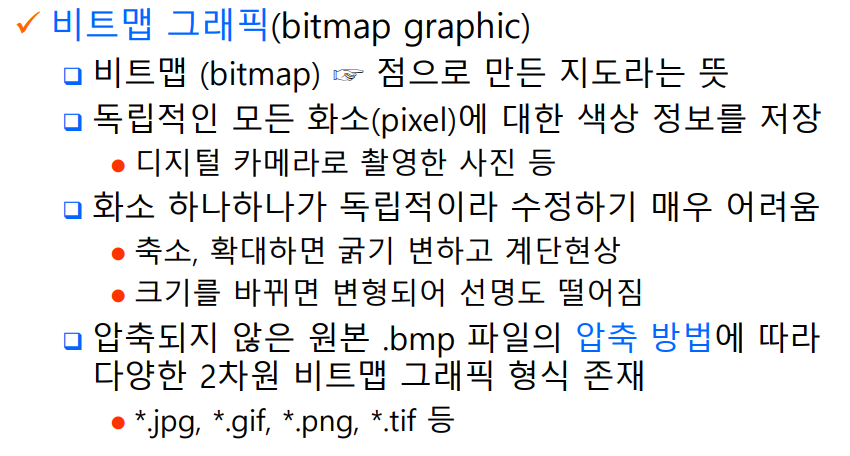 ✓ 비트맵 그래픽(bitmap graphic)
❑ 비트맵 (bitmap) ☞ 점으로 만든 지도라는 뜻
❑ 독립적인 모든 화소(pixel)에 대한 색상 정보를 저장
● 디지털 카메라로 촬영한 사진 등
❑ 화소 하나하나가 독립적이라 수정하기 매우 어려움
● 축소, 확대하면 굵기 변하고 계단현상
● 크기를 바뀌면 변형되어 선명도 떨어짐
❑ 압축되지 않은 원본 .bmp 파일의 압축 방법에 따라
다양한 2차원 비트맵 그래픽 형식 존재
● *.jpg, *.gif, *.png, *.tif 등